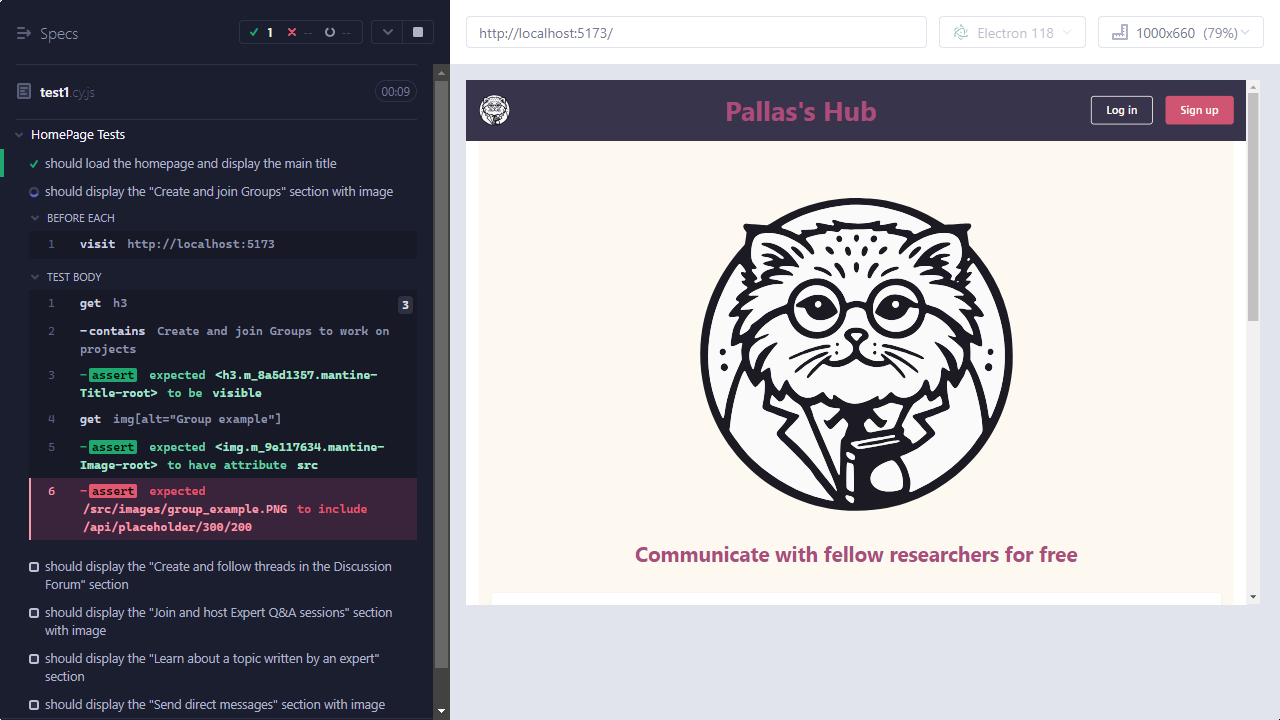 Specs
1
--
--
test1.cy.js
00:09
HomePage Tests
should load the homepage and display the main title
should display the "Create and join Groups" section with image
BEFORE EACH
1 visit http://localhost:5173
TEST BODY
1 get h3 3
2 -contains Create and join Groups to work on
projects
3 -assert expected <h3.m_8a5d1357.mantine-
Title-root> to be visible
4 get img[alt="Group example"]
5 -assert expected <img.m_9e117634.mantine-
Image-root> to have attribute src
6 -assert expected
/src/images/group_example.PNG to include
/api/placeholder/300/200
should display the "Create and follow threads in the Discussion
Forum" section
should display the "Join and host Expert Q&A sessions" section
with image
should display the "Learn about a topic written by an expert"
section
should display the "Send direct messages" section with image
http://localhost:5173/
Electron 118
1000x660 (79%)
Pallas's Hub
Log in
Sign up
Communicate with fellow researchers for free